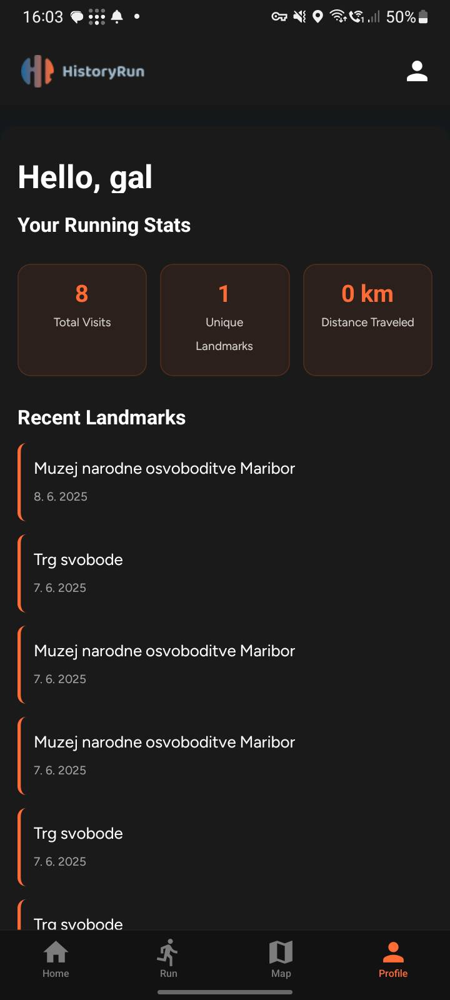 16:03
50%
HistoryRun
Hello, gal
Your Running Stats
8
Total Visits
1
Unique
Landmarks
0 km
Distance Traveled
Recent Landmarks
Muzej narodne osvoboditve Maribor
8. 6. 2025
Trg svobode
7. 6. 2025
Muzej narodne osvoboditve Maribor
7. 6. 2025
Muzej narodne osvoboditve Maribor
7. 6. 2025
Trg svobode
7. 6. 2025
Trg svobode
Home
Run
Map
Profile